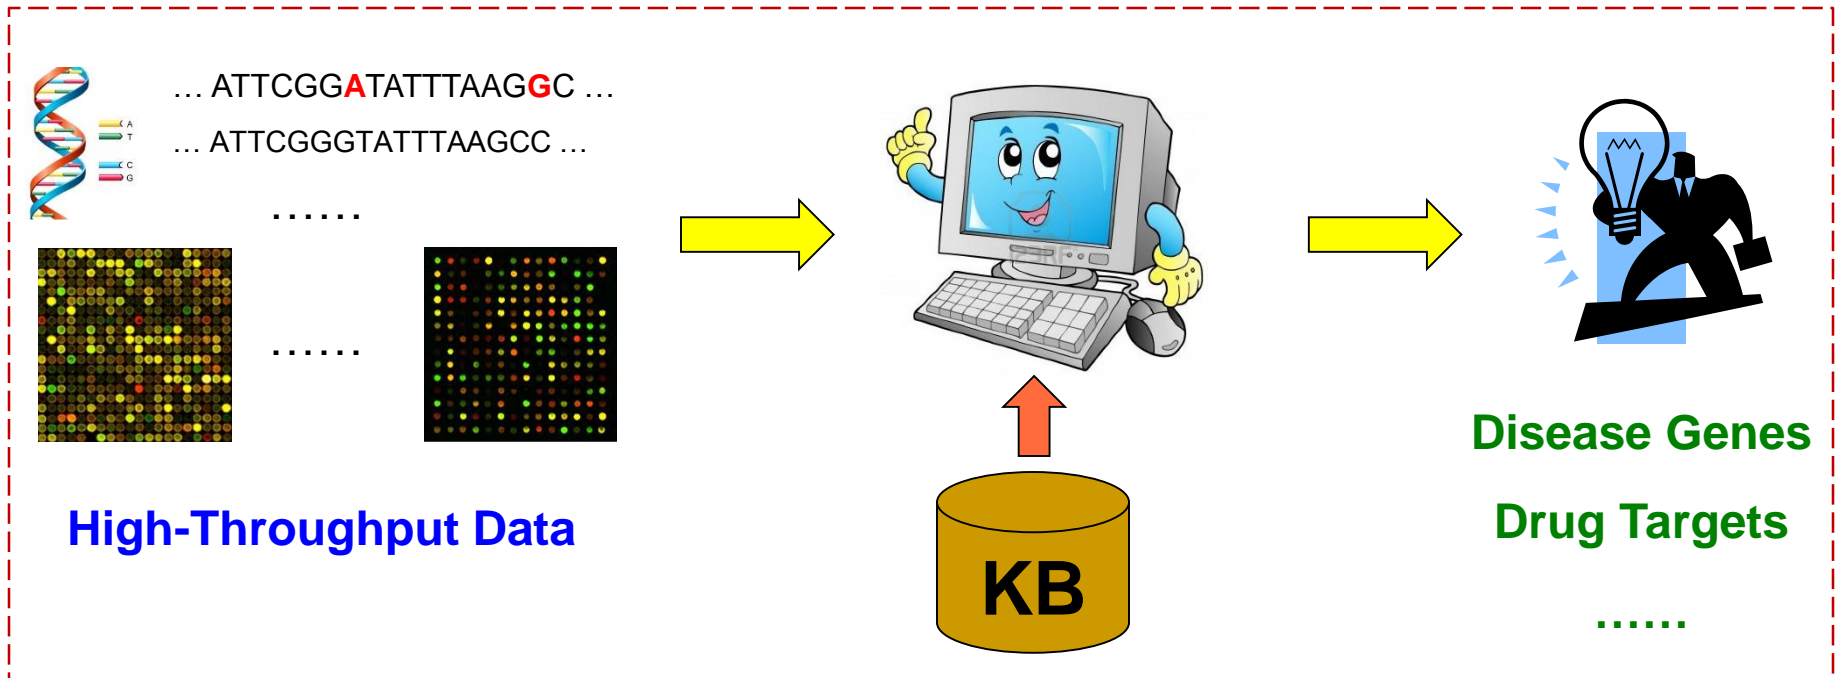 … ATTCGGATATTTAAGGC …
… ATTCGGGTATTTAAGCC …
A
T
C
G
……
……
High-Throughput Data
KB
Disease Genes
Drug Targets
……